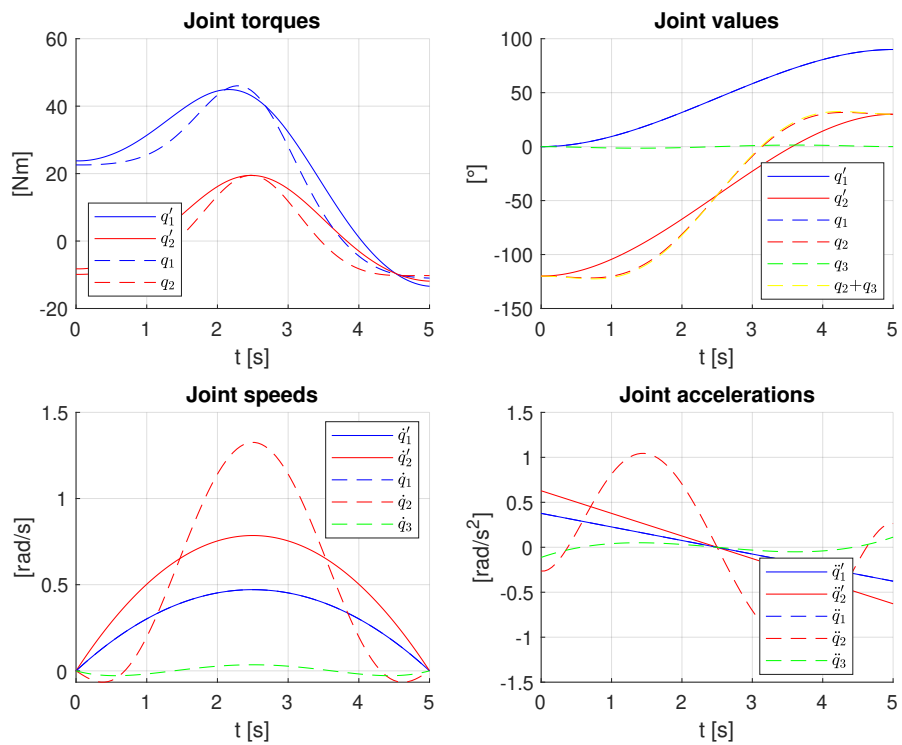 Joint torques
60
40
20
0
-20
[Nm]
0 1 2 3 4 5
t [s]
q′₁
q′₂
q₁
q₂
Joint values
100
50
0
-50
-100
-150
[°]
0 1 2 3 4 5
t [s]
q′₁
q′₂
q₁
q₂
q₃
q₂+q₃
Joint speeds
1.5
1
0.5
0
[rad/s]
0 1 2 3 4 5
t [s]
q̇′₁
q̇′₂
q̇₁
q̇₂
q̇₃
Joint accelerations
1.5
1
0.5
0
-0.5
-1
-1.5
[rad/s²]
0 1 2 3 4 5
t [s]
q̈′₁
q̈′₂
q̈₁
q̈₂
q̈₃